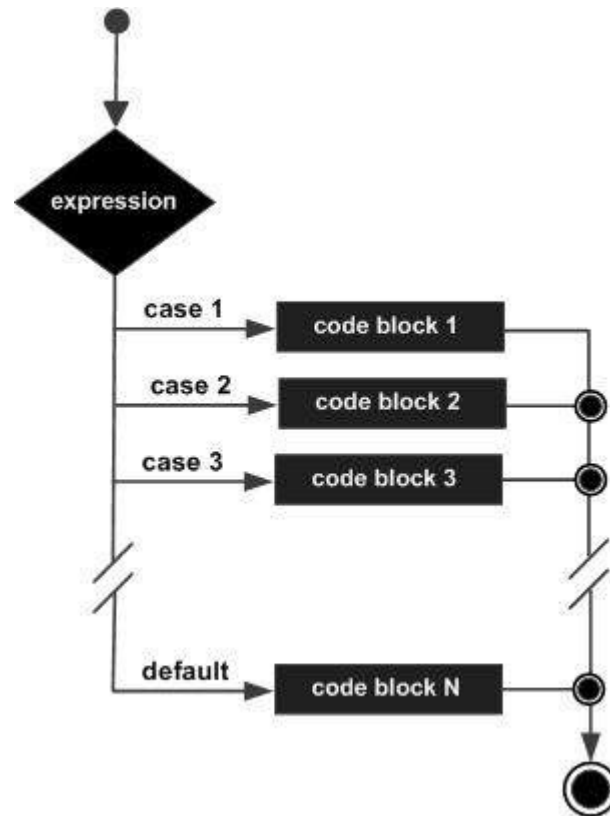 expression
case 1
code block 1
case 2
code block 2
case 3
code block 3
default
code block N